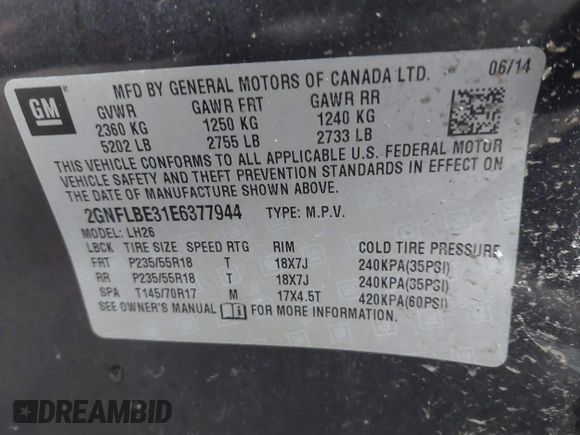 GM
MFD BY GENERAL MOTORS OF CANADA LTD. 06/14
GVWR GAWR FRT GAWR RR
2360 KG 1250 KG 1240 KG
5202 LB 2755 LB 2733 LB
THIS VEHICLE CONFORMS TO ALL APPLICABLE U.S. FEDERAL MOTOR
VEHICLE SAFETY AND THEFT PREVENTION STANDARDS IN EFFECT ON
THE DATE OF MANUFACTURE SHOWN ABOVE.
2GNFLBE31E6377944 TYPE: M.P.V.
MODEL: LH26
LBCK TIRE SIZE SPEED RTG RIM COLD TIRE PRESSURE
FRT P235/55R18 T 18X7J 240KPA(35PSI)
RR P235/55R18 T 18X7J 240KPA(35PSI)
SPA T145/70R17 M 17X4.5T 420KPA(60PSI)
SEE OWNER'S MANUAL FOR MORE INFORMATION.
DREAMBID